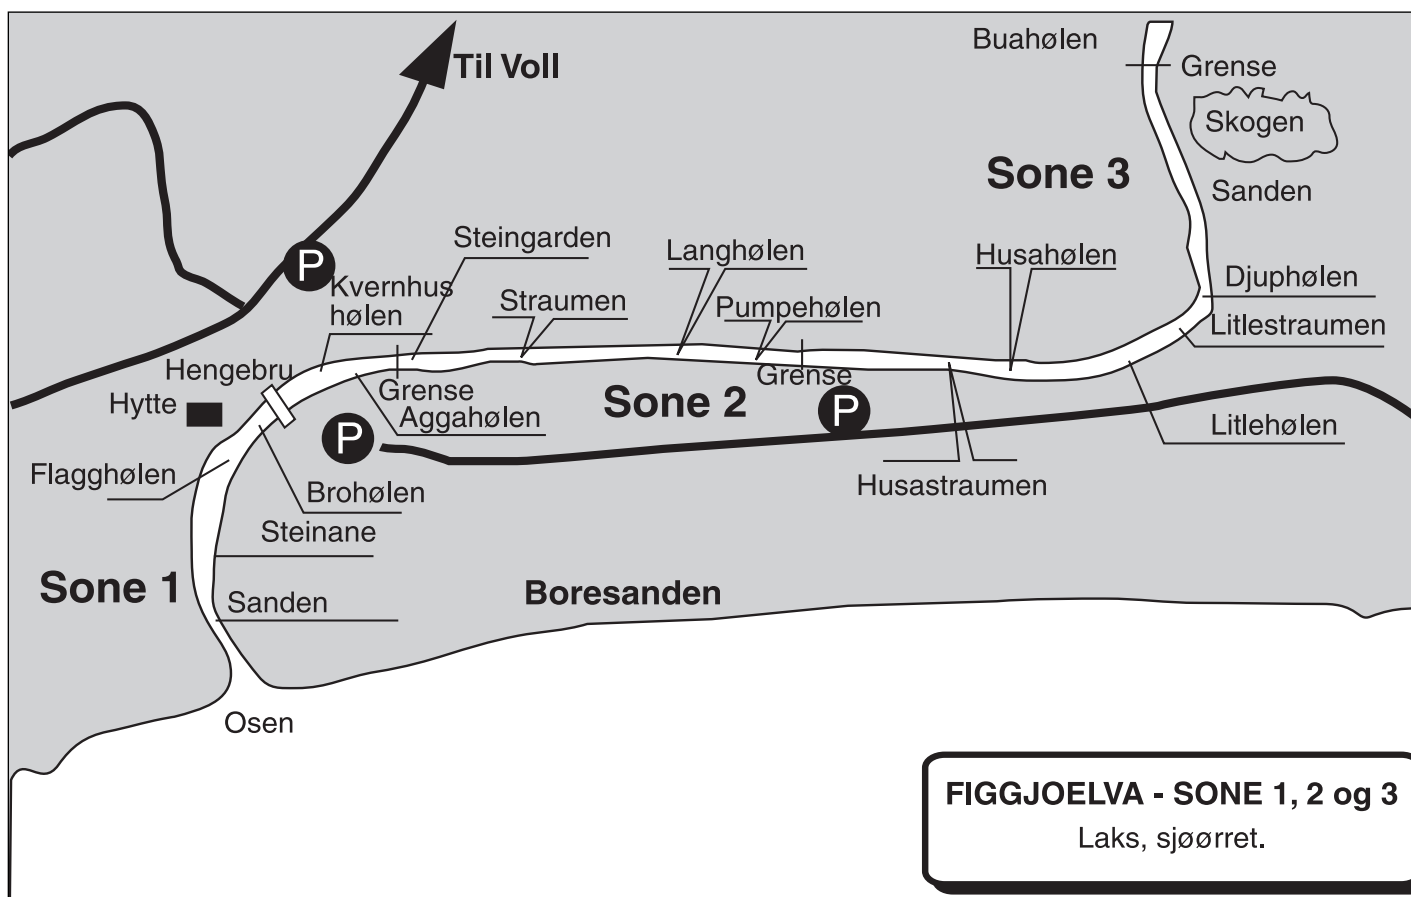 Buahølen
Til Voll
Grense
Skogen
Sone 3
Sanden
Steingarden
Langhølen
Husahølen
P
Kvernhus
hølen
Straumen
Pumpehølen
Djuphølen
Litlestraumen
Hengebru
Hytte
Grense
Aggahølen
Grense
Sone 2
P
P
Litlehølen
Flagghølen
Brohølen
Husastraumen
Steinane
Sone 1
Sanden
Boresanden
Osen
FIGGJOELVA - SONE 1, 2 og 3
Laks, sjøørret.